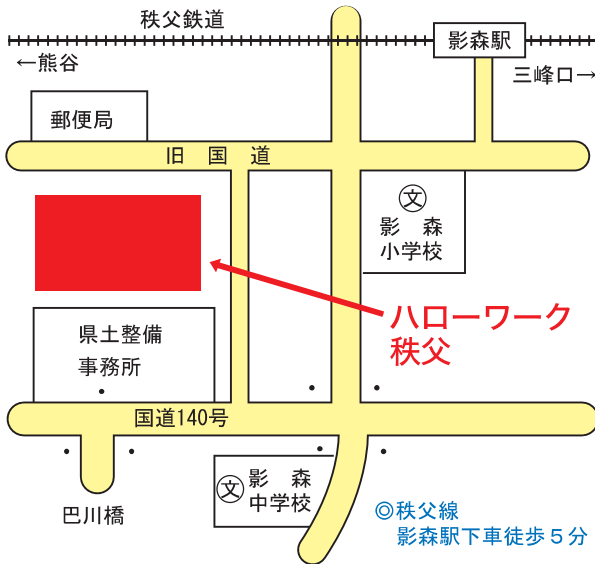 秩父鉄道
影森駅
←熊谷
三峰口→
郵便局
旧国道
文
影森
小学校
ハローワーク
秩父
県土整備
事務所
国道140号
文
影森
中学校
巴川橋
◎秩父線
影森駅下車徒歩５分